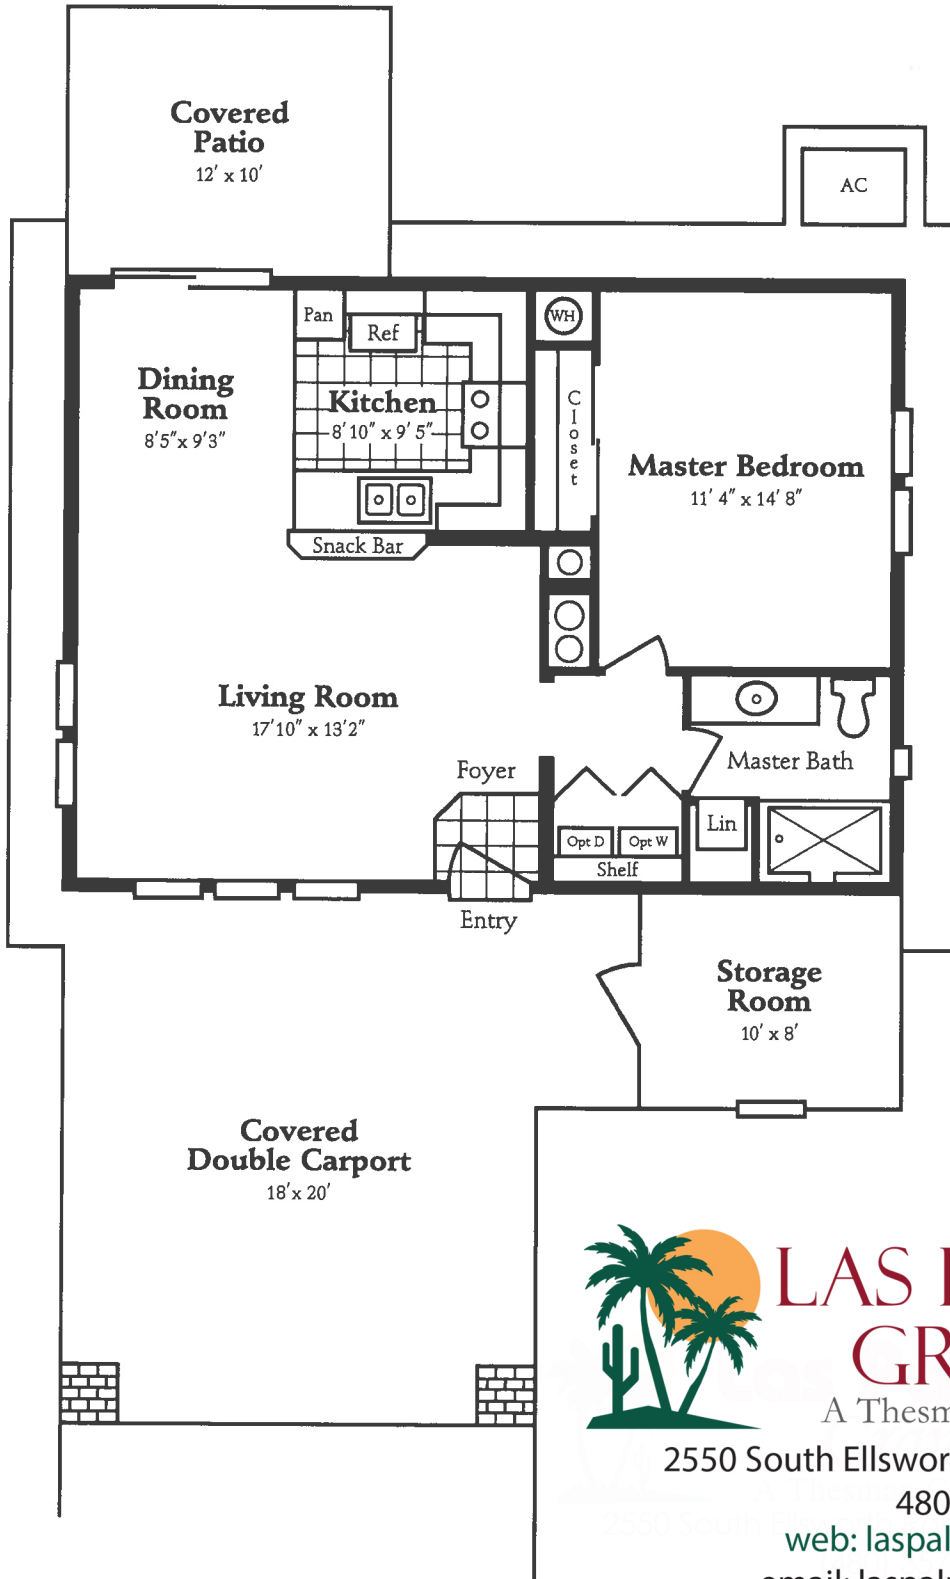 Covered
Patio
12' x 10'
AC
Pan
Ref
WH
Dining
Room
8'5"x 9'3"
Kitchen
8'10" x 9' 5"
Closet
Master Bedroom
11' 4" x 14' 8"
Snack Bar
Living Room
17'10" x 13'2"
Foyer
Master Bath
Opt D
Opt W
Lin
Shelf
Entry
Storage
Room
10' x 8'
Covered
Double Carport
18'x 20'
LAS
GR
A Thesm
2550 South Ellswor
480
web: laspal